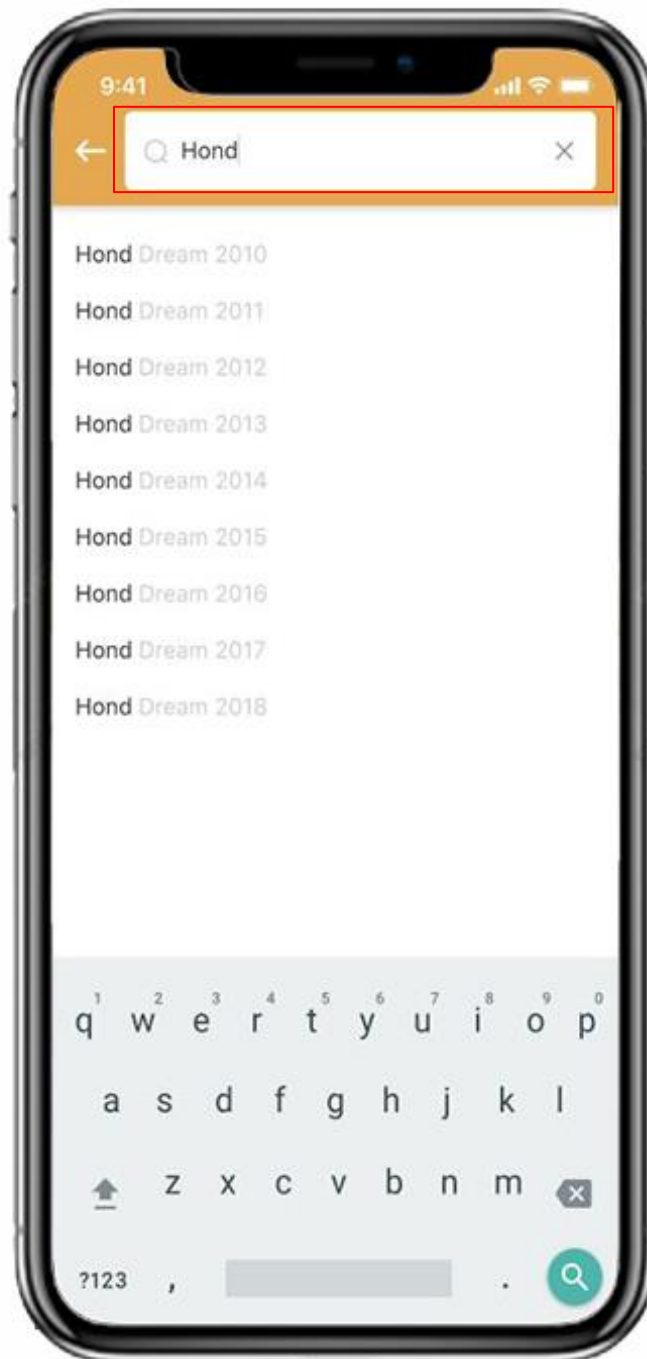 9:41
Hond
Hond Dream 2010
Hond Dream 2011
Hond Dream 2012
Hond Dream 2013
Hond Dream 2014
Hond Dream 2015
Hond Dream 2016
Hond Dream 2017
Hond Dream 2018
1 2 3 4 5 6 7 8 9 0
q w e r t y u i o p
a s d f g h j k l
z x c v b n m
?123 , .